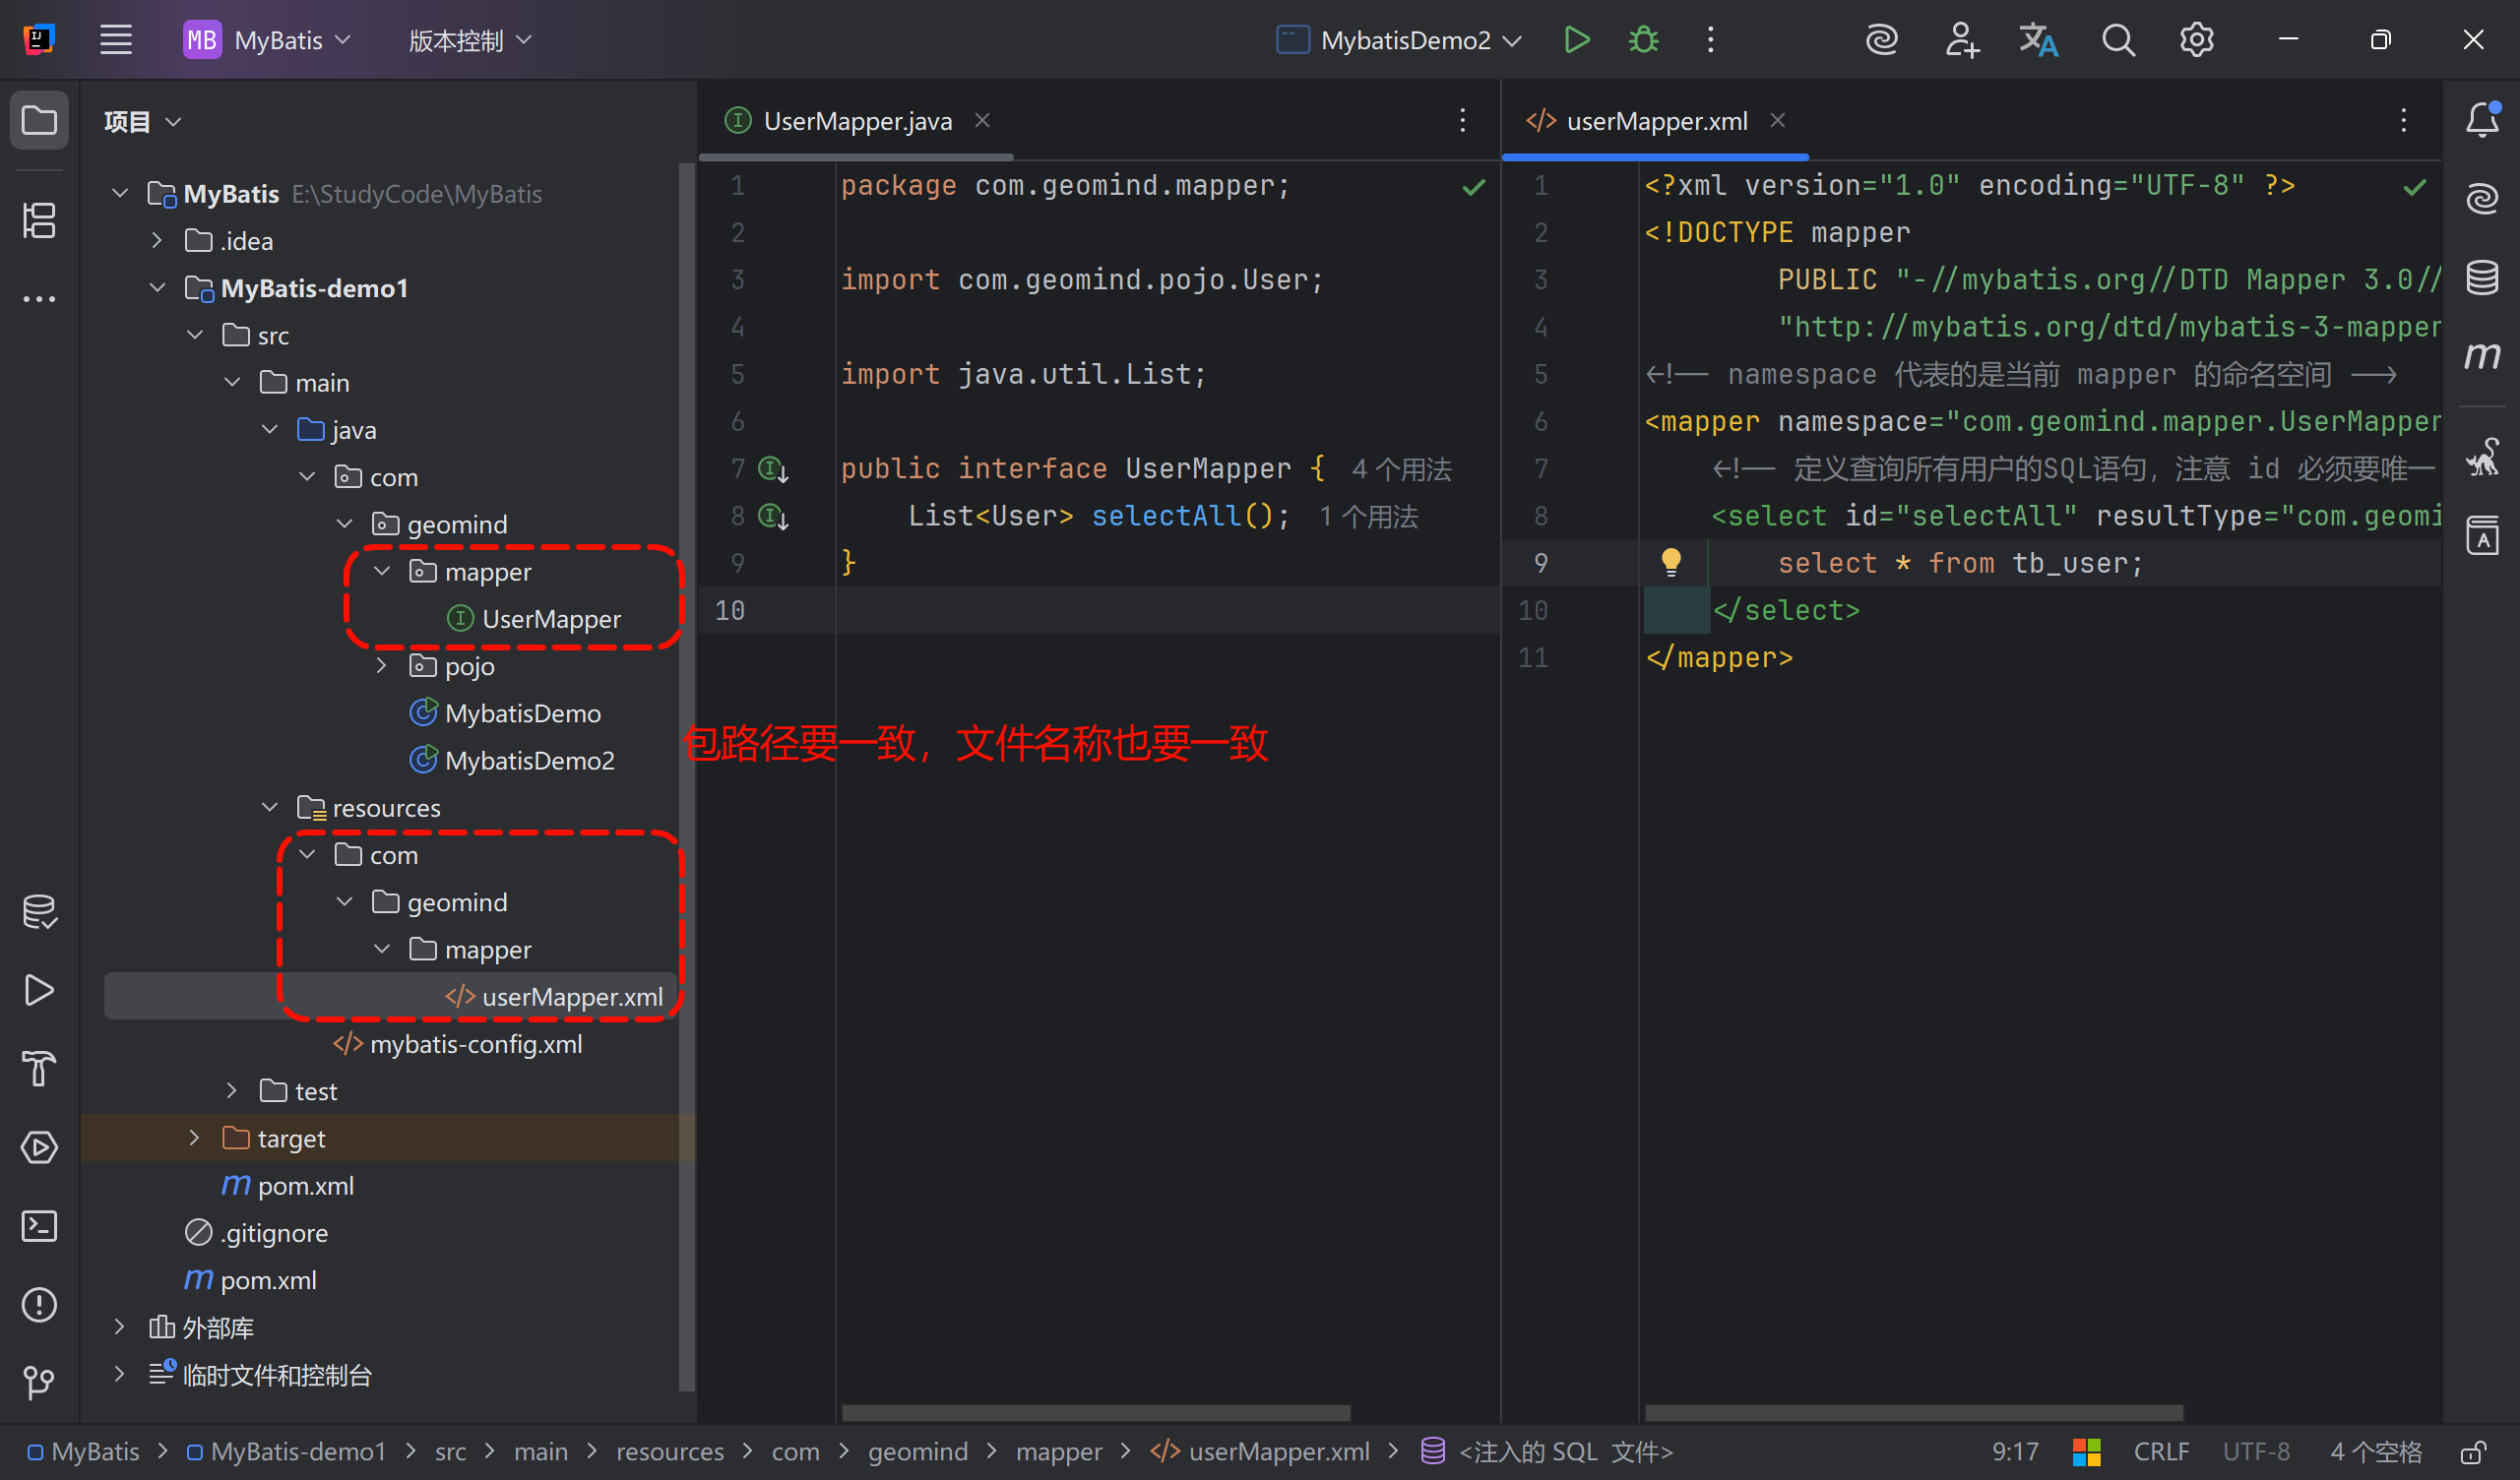 MB MyBatis 版本控制 MybatisDemo2
项目
MyBatis E:\StudyCode\MyBatis
.idea
MyBatis-demo1
src
main
java
com
geomind
mapper
UserMapper
pojo
MybatisDemo
MybatisDemo2
resources
com
geomind
mapper
userMapper.xml
mybatis-config.xml
test
target
pom.xml
.gitignore
pom.xml
外部库
临时文件和控制台
包路径要一致，文件名称也要一致
UserMapper.java
1 package com.geomind.mapper;
2
3 import com.geomind.pojo.User;
4
5 import java.util.List;
6
7 public interface UserMapper { 4 个用法
8 List<User> selectAll(); 1 个用法
9 }
10
userMapper.xml
1 <?xml version="1.0" encoding="UTF-8" ?>
2 <!DOCTYPE mapper
3 PUBLIC "-//mybatis.org//DTD Mapper 3.0//
4 "http://mybatis.org/dtd/mybatis-3-mapper
5 <!-- namespace 代表的是当前 mapper 的命名空间 -->
6 <mapper namespace="com.geomind.mapper.UserMapper
7 <!-- 定义查询所有用户的SQL语句，注意 id 必须要唯一
8 <select id="selectAll" resultType="com.geomi
9 select * from tb_user;
10 </select>
11 </mapper>
MyBatis > MyBatis-demo1 > src > main > resources > com > geomind > mapper > userMapper.xml > <注入的 SQL 文件> 9:17 CRLF UTF-8 4 个空格